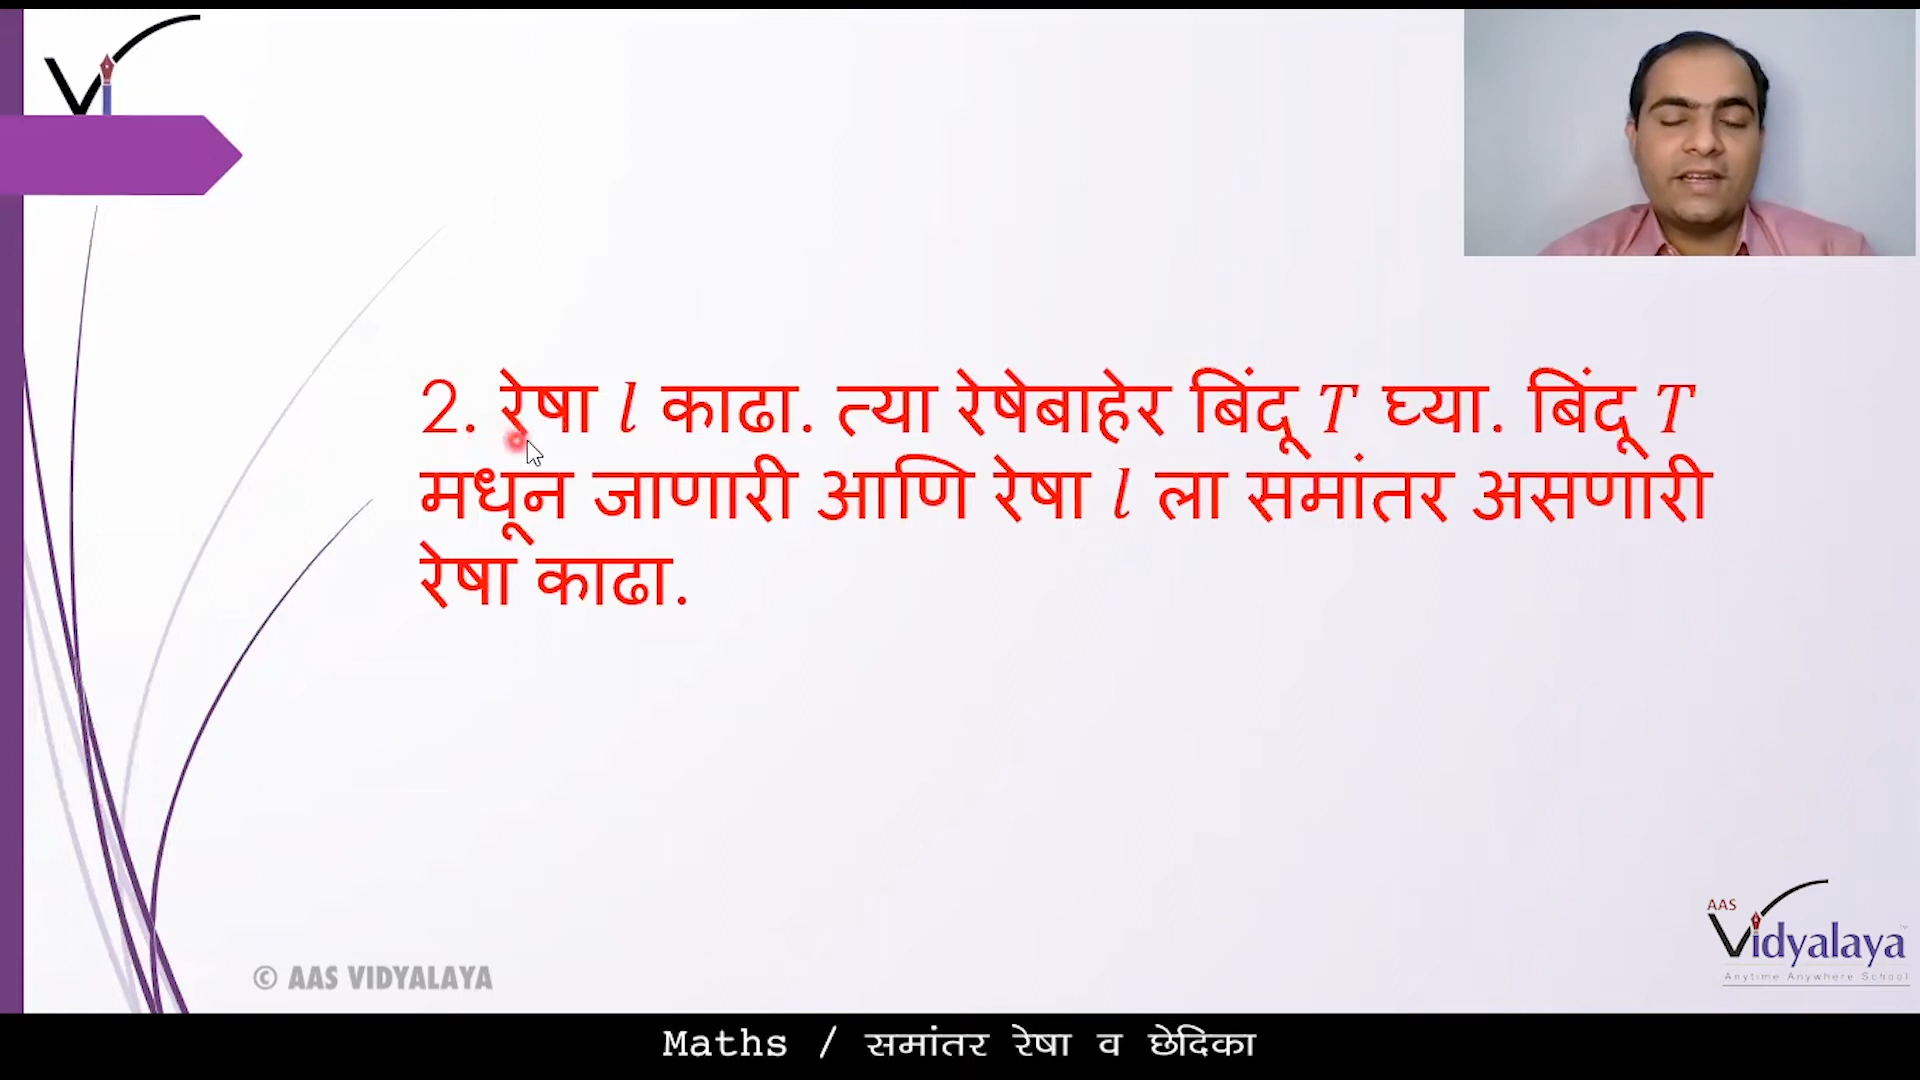 2. रेषा l काढा. त्या रेषेबाहेर बिंदू T घ्या. बिंदू T
मधून जाणारी आणि रेषा l ला समांतर असणारी
रेषा काढा.
© AAS VIDYALAYA
AAS
Vidyalaya
Anytime Anywhere School
Maths / समांतर रेषा व छेदिका